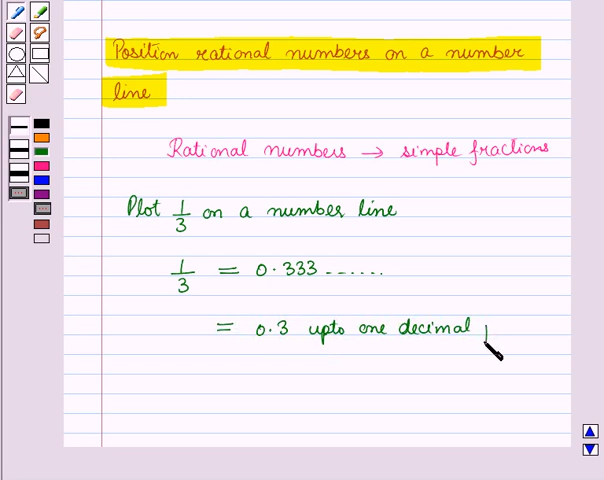 Position rational numbers on a number
line
Rational numbers → simple fractions
Plot 1/3 on a number line
1/3 = 0.333.......
= 0.3 upto one decimal